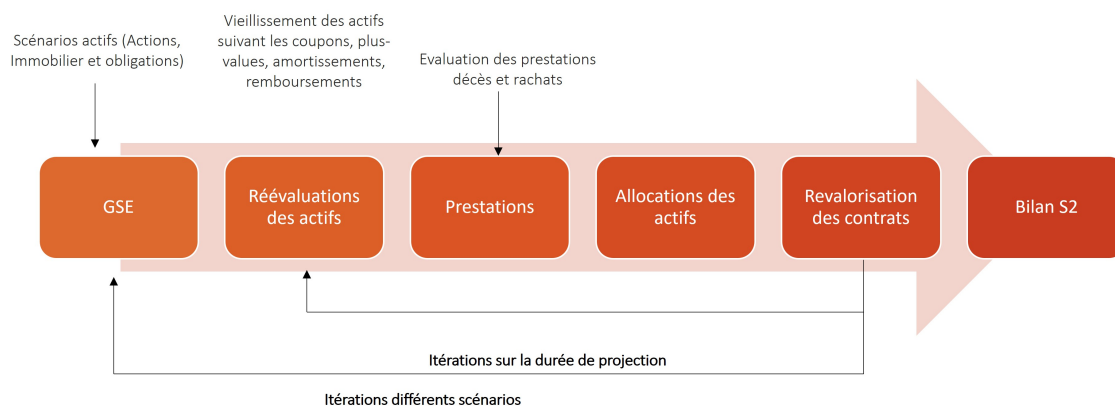 Scénarios actifs (Actions,
Immobilier et obligations)
Vieillissement des actifs
suivant les coupons, plus-
values, amortissements,
remboursements
Evaluation des prestations
décès et rachats
GSE
Réévaluations
des actifs
Prestations
Allocations des
actifs
Revalorisation
des contrats
Bilan S2
Itérations sur la durée de projection
Itérations différents scénarios